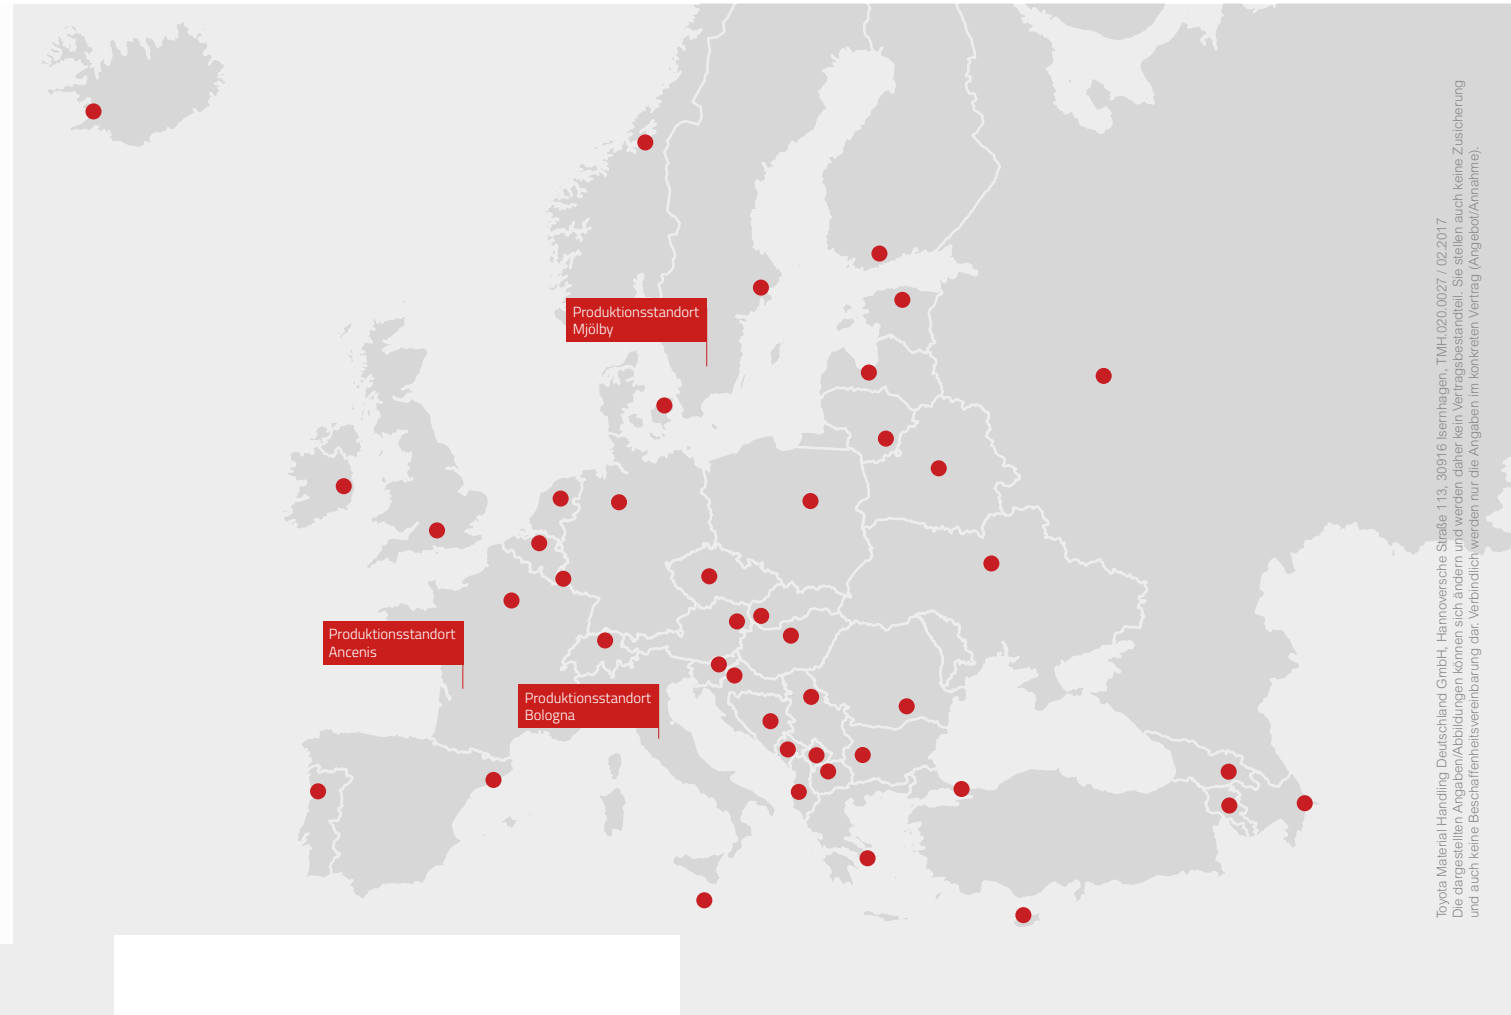 Produktionsstandort
Mjölby
Produktionsstandort
Ancenis
Produktionsstandort
Bologna
Toyota Material Handling Deutschland GmbH, Hannoversche Straße 113, 30916 Isernhagen, TMH.020.0027 / 02.2017
Die dargestellten Angaben/Abbildungen können sich ändern und werden daher kein Vertragsbestandteil. Sie stellen auch keine Zusicherung
und auch keine Beschaffenheitsvereinbarung dar. Verbindlich werden nur die Angaben im konkreten Vertrag (Angebot/Annahme).